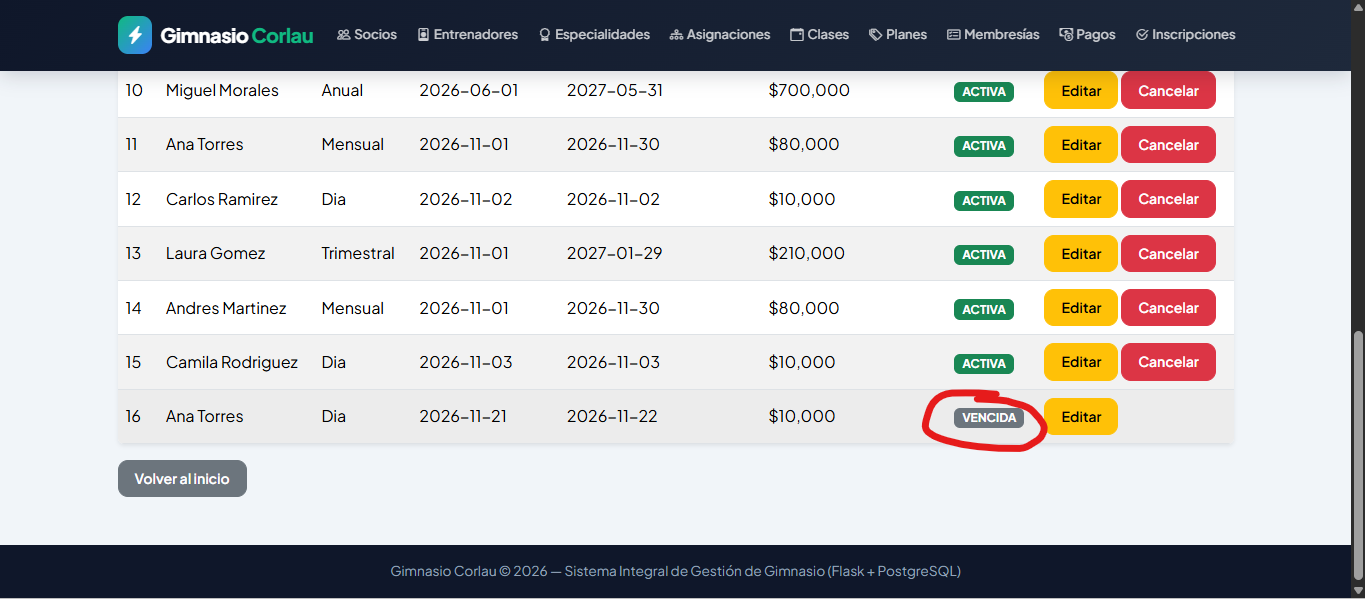 Gimnasio Corlau Socios Entrenadores Especialidades Asignaciones Clases Planes Membresías Pagos Inscripciones
10 Miguel Morales Anual 2026-06-01 2027-05-31 $700,000 ACTIVA Editar Cancelar
11 Ana Torres Mensual 2026-11-01 2026-11-30 $80,000 ACTIVA Editar Cancelar
12 Carlos Ramirez Dia 2026-11-02 2026-11-02 $10,000 ACTIVA Editar Cancelar
13 Laura Gomez Trimestral 2026-11-01 2027-01-29 $210,000 ACTIVA Editar Cancelar
14 Andres Martinez Mensual 2026-11-01 2026-11-30 $80,000 ACTIVA Editar Cancelar
15 Camila Rodriguez Dia 2026-11-03 2026-11-03 $10,000 ACTIVA Editar Cancelar
16 Ana Torres Dia 2026-11-21 2026-11-22 $10,000 VENCIDA Editar
Volver al inicio
Gimnasio Corlau © 2026 — Sistema Integral de Gestión de Gimnasio (Flask + PostgreSQL)